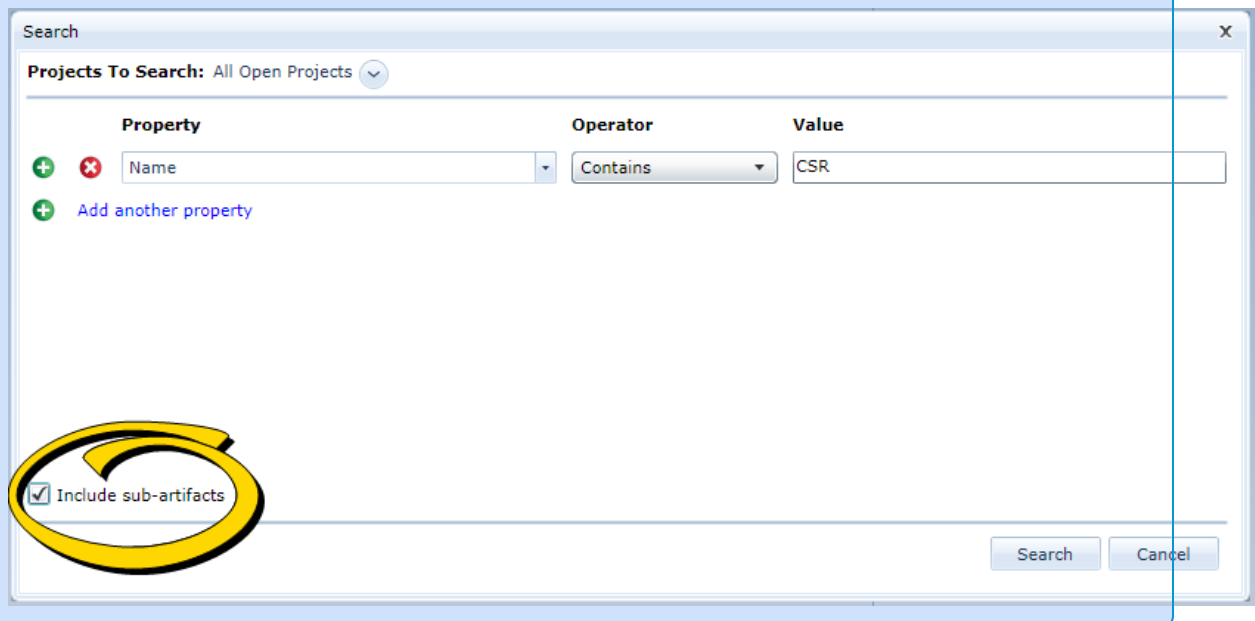 Search x
Projects To Search: All Open Projects
Property Operator Value
Name Contains CSR
Add another property
Include sub-artifacts
Search Cancel